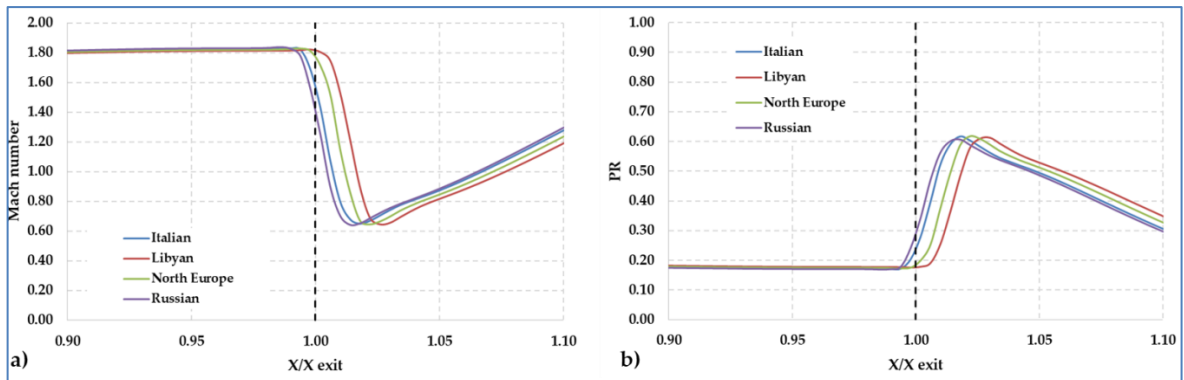 2.00
1.80
1.60
1.40
1.20
1.00
0.80
0.60
0.40
0.20
0.00
Mach number
Italian
Libyan
North Europe
Russian
0.90
0.95
1.00
1.05
1.10
X/X exit
a)
1.00
0.90
0.80
0.70
0.60
0.50
0.40
0.30
0.20
0.10
0.00
PR
Italian
Libyan
North Europe
Russian
0.90
0.95
1.00
1.05
1.10
X/X exit
b)